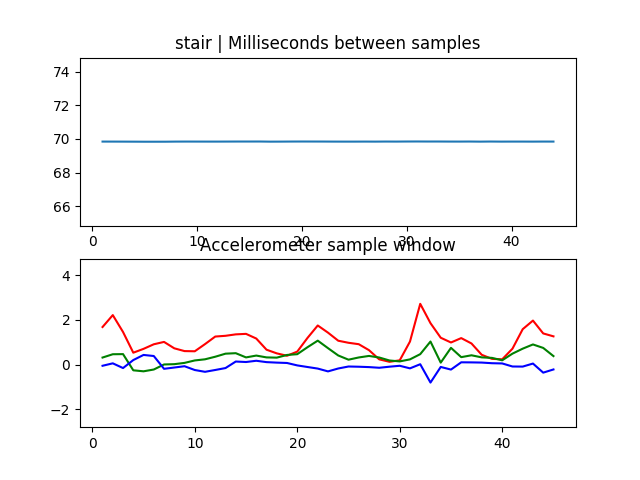 stair | Milliseconds between samples
74
72
70
68
66
0 10 20 30 40
Accelerometer sample window
4
2
0
−2
0 10 20 30 40